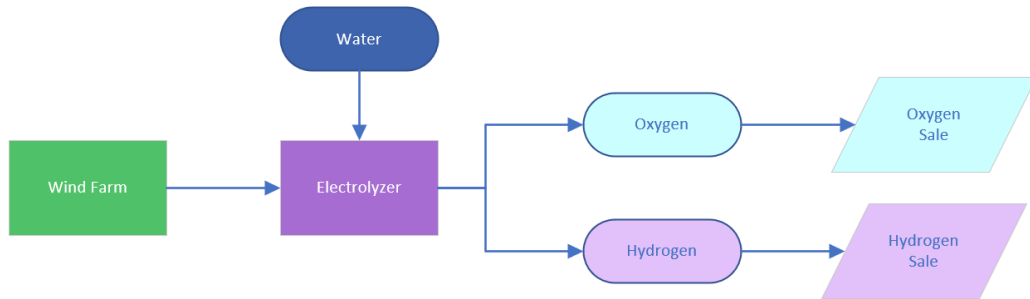 Water
Wind Farm
Electrolyzer
Oxygen
Oxygen
Sale
Hydrogen
Hydrogen
Sale